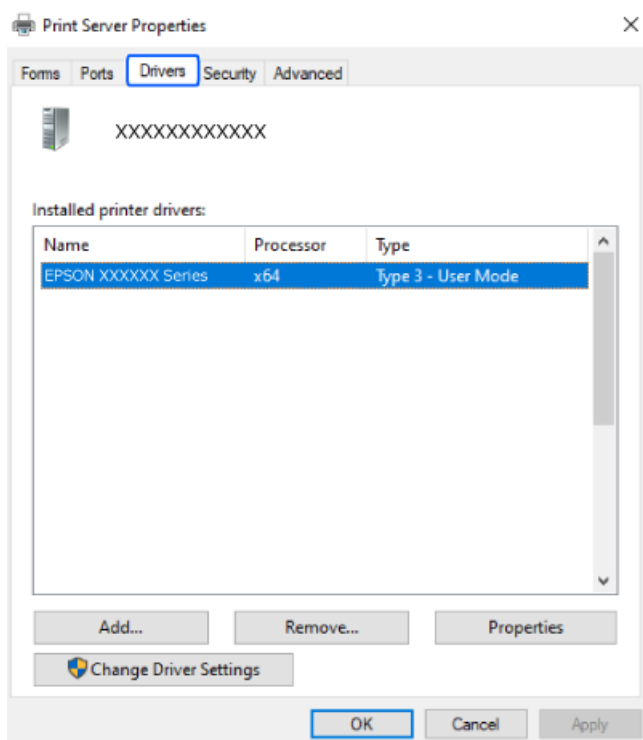 Print Server Properties
Forms Ports Drivers Security Advanced
XXXXXXXXXXXX
Installed printer drivers:
Name Processor Type
EPSON XXXXXX Series x64 Type 3 - User Mode
Add... Remove... Properties
Change Driver Settings
OK Cancel Apply